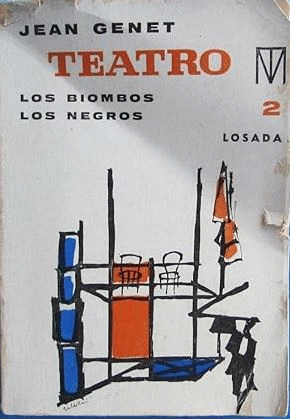 JEAN GENET
TEATRO
LOS BIOMBOS
LOS NEGROS
2
LOSADA